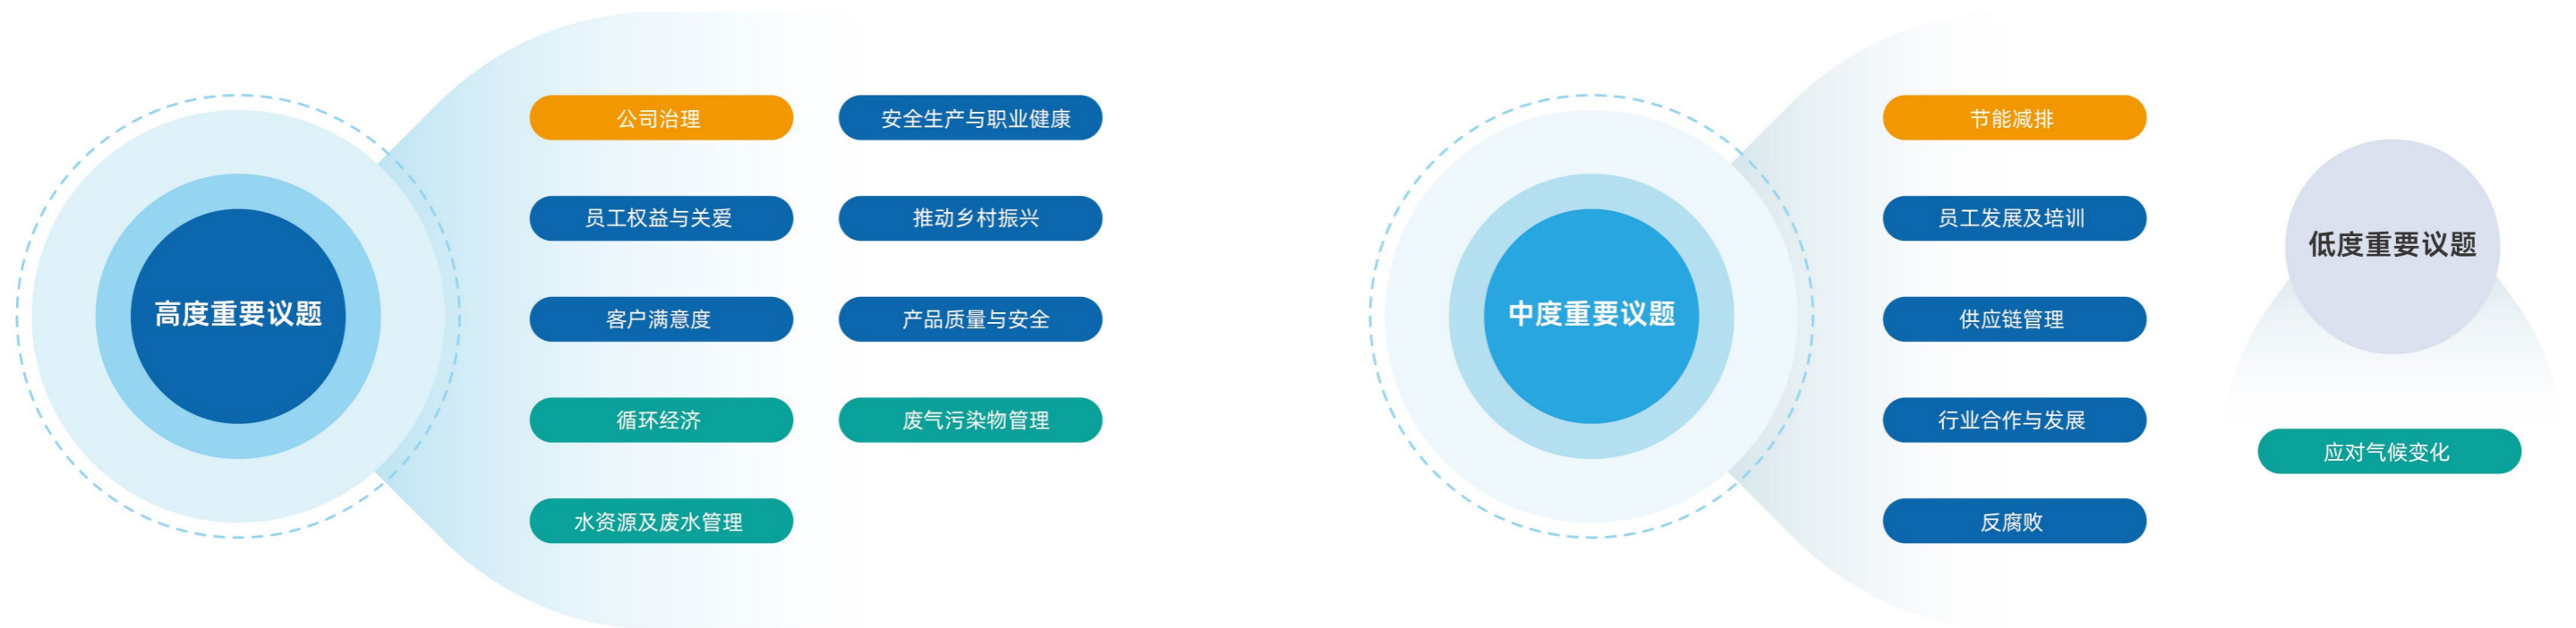 高度重要议题
公司治理
安全生产与职业健康
员工权益与关爱
推动乡村振兴
客户满意度
产品质量与安全
循环经济
废气污染物管理
水资源及废水管理
中度重要议题
节能减排
员工发展及培训
供应链管理
行业合作与发展
反腐败
低度重要议题
应对气候变化